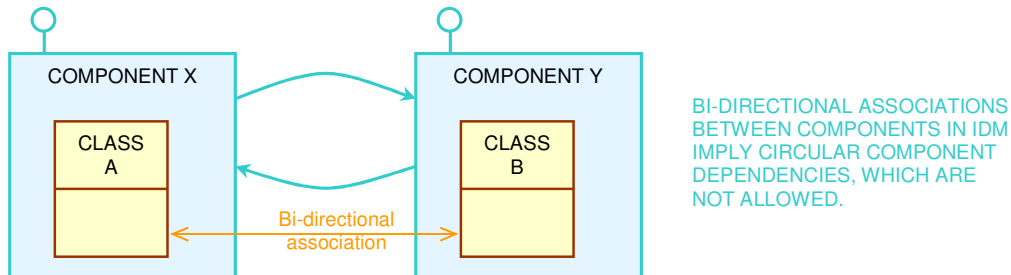 COMPONENT X
COMPONENT Y
CLASS
A
CLASS
B
Bi-directional
association
BI-DIRECTIONAL ASSOCIATIONS
BETWEEN COMPONENTS IN IDM
IMPLY CIRCULAR COMPONENT
DEPENDENCIES, WHICH ARE
NOT ALLOWED.